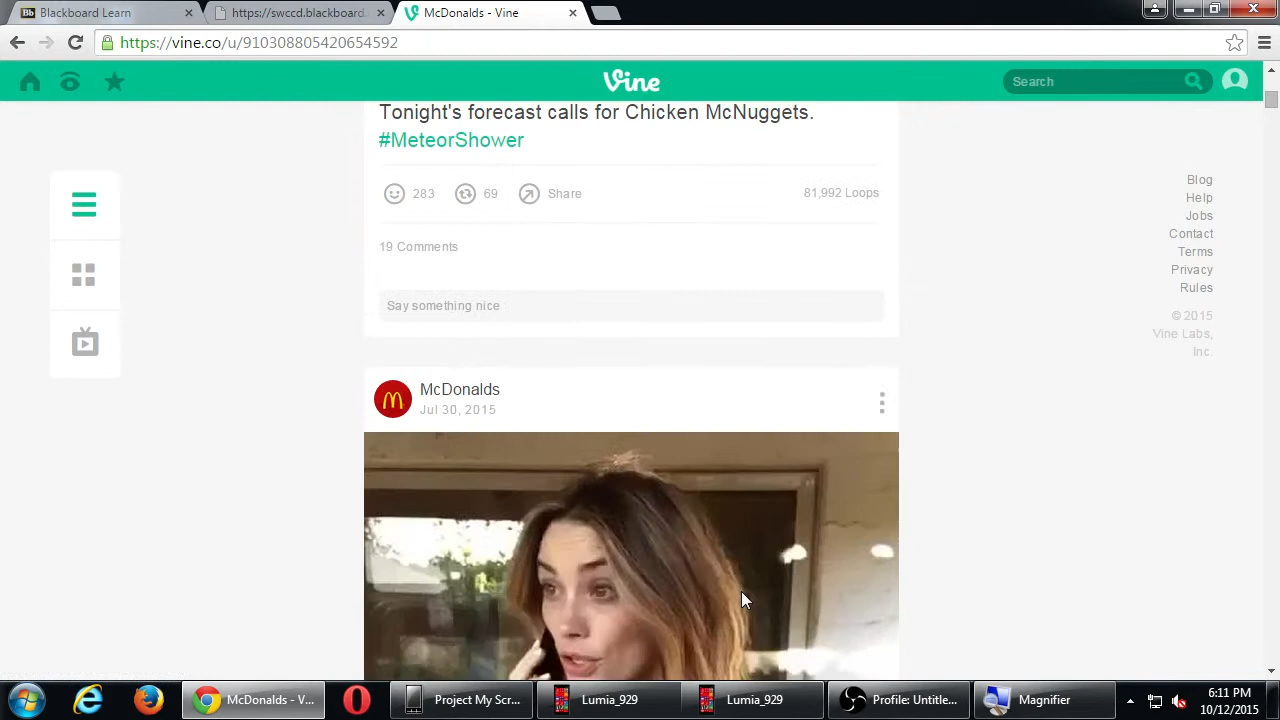 Blackboard Learn
https://swccd.blackboard.
McDonalds - Vine
https://vine.co/u/910308805420654592
Vine
Search
Tonight's forecast calls for Chicken McNuggets.
#MeteorShower
283
69
Share
81,992 Loops
19 Comments
Say something nice
Blog
Help
Jobs
Contact
Terms
Privacy
Rules
© 2015
Vine Labs,
Inc.
McDonalds
Jul 30, 2015
McDonalds - V...
Project My Scr...
Lumia_929
Lumia_929
Profile: Untitle...
Magnifier
6:11 PM
10/12/2015